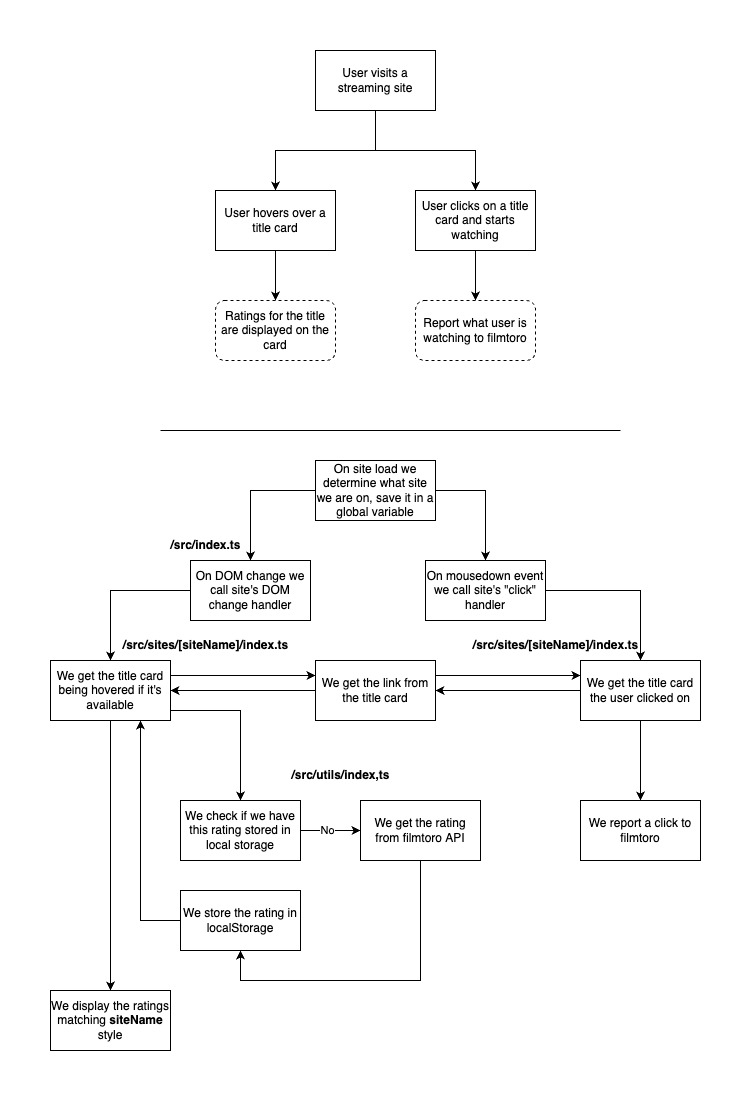 User visits a
streaming site
User hovers over a
title card
User clicks on a title
card and starts
watching
Ratings for the title
are displayed on the
card
Report what user is
watching to filmtoro
On site load we
determine what site
we are on, save it in a
global variable
/src/index.ts
On DOM change we
call site's DOM
change handler
On mousedown event
we call site's "click"
handler
/src/sites/[siteName]/index.ts
/src/sites/[siteName]/index.ts
We get the title card
being hovered if it's
available
We get the link from
the title card
We get the title card
the user clicked on
/src/utils/index,ts
We check if we have
this rating stored in
local storage
No
We get the rating
from filmtoro API
We report a click to
filmtoro
We store the rating in
localStorage
We display the ratings
matching siteName
style